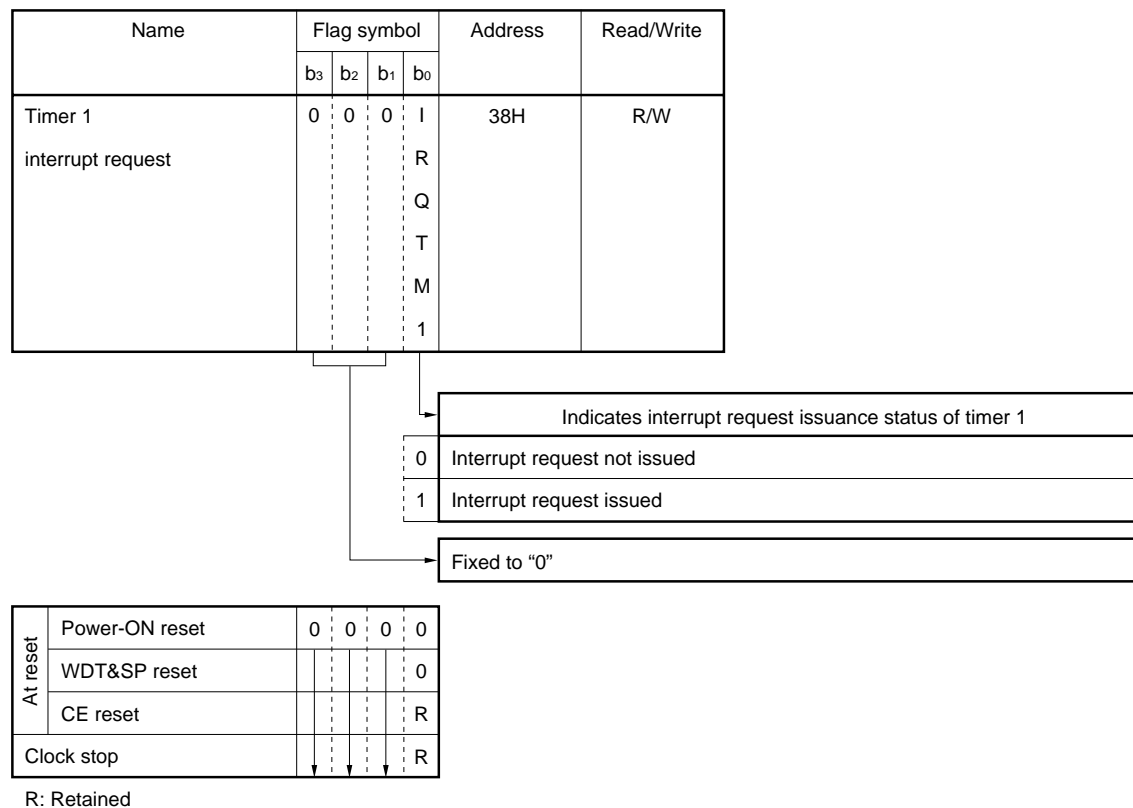 Name Flag symbol Address Read/Write
b3 b2 b1 b0
Timer 1 0 0 0 I 38H R/W
interrupt request R
Q
T
M
1
Indicates interrupt request issuance status of timer 1
0 Interrupt request not issued
1 Interrupt request issued
Fixed to “0”
At reset
Power-ON reset 0 0 0 0
WDT&SP reset 0
CE reset R
Clock stop R
R: Retained